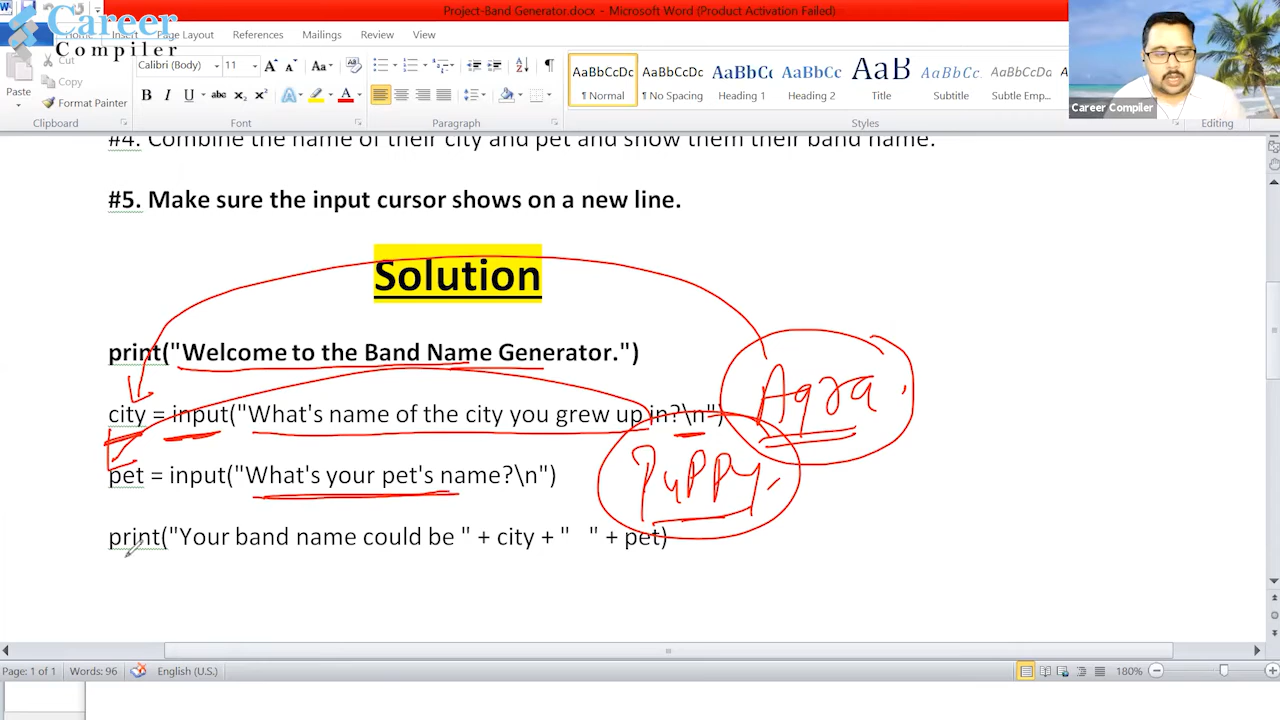 Project-Band Generator.docx - Microsoft Word (Product Activation Failed)
Career
Compiler
Home Insert Page Layout References Mailings Review View
Cut
Copy
Format Painter
Paste
Calibri (Body) 11
AaBbCcDc AaBbCcDc AaBbCc AaBbCc AaB AaBbCcI AaBbCcDc
¶ Normal ¶ No Spacing Heading 1 Heading 2 Title Subtitle Subtle Emp...
Career Compiler
Clipboard Font Paragraph Styles Editing
#4. Combine the name of their city and pet and show them their band name.
#5. Make sure the input cursor shows on a new line.
Solution
print("Welcome to the Band Name Generator.")
Agra
city = input("What's name of the city you grew up in?\n")
pet = input("What's your pet's name?\n")
Puppy
print("Your band name could be " + city + "   " + pet)
Page: 1 of 1 Words: 96 English (U.S.) 180%